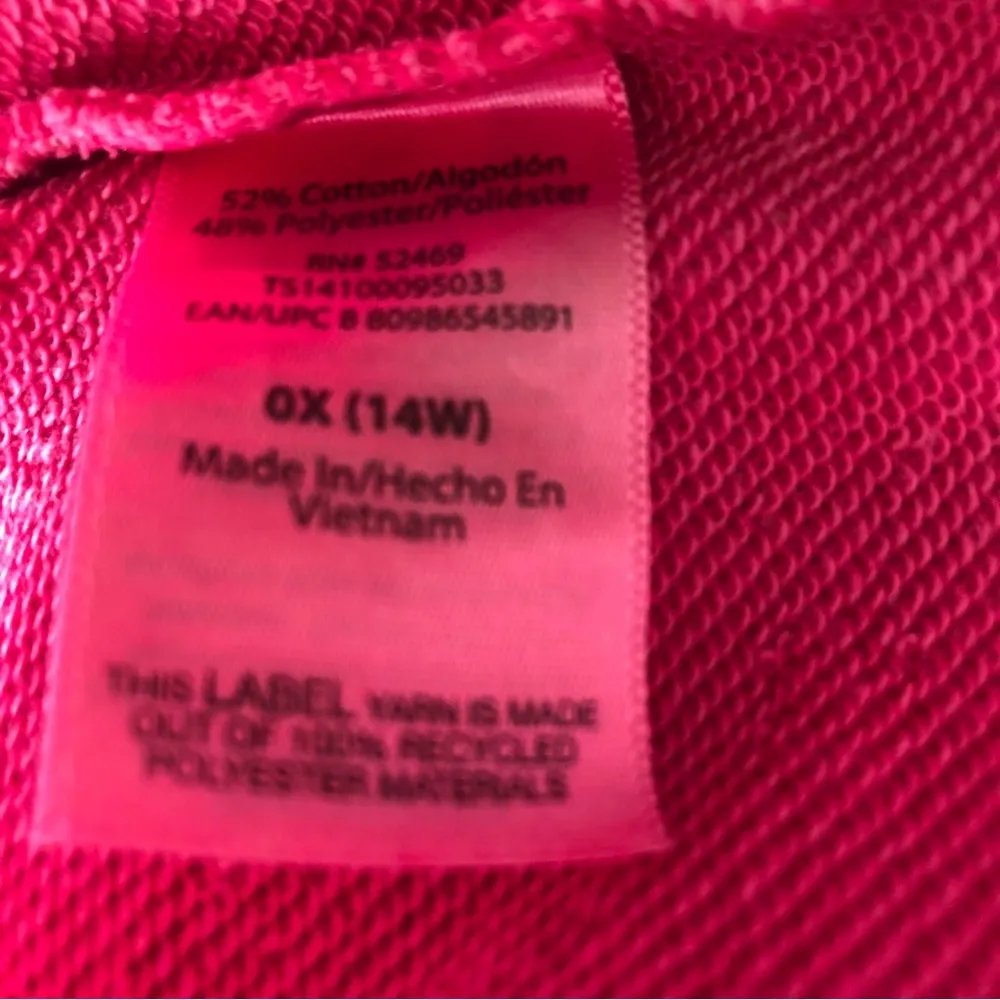 52% Cotton/Algodón
48% Polyester/Poliéster
RN# 52469
TS14100095033
EAN/UPC 8 80986545891
0X (14W)
Made In/Hecho En
Vietnam
THIS LABEL YARN IS MADE
OUT OF 100% RECYCLED
POLYESTER MATERIALS